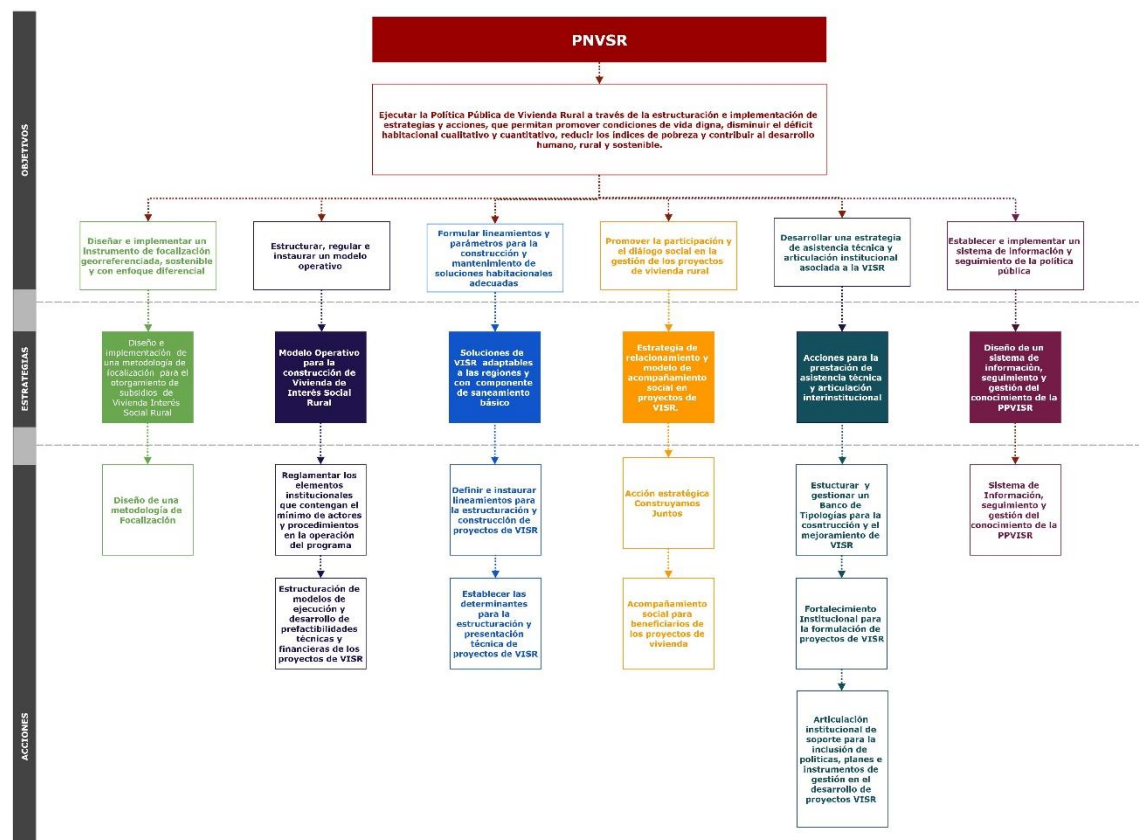 PNVSR
Ejecutar la Política Pública de Vivienda Rural a través de la estructuración e implementación de
estrategias y acciones, que permitan promover condiciones de vida digna, disminuir el déficit
habitacional cualitativo y cuantitativo, reducir los índices de pobreza y contribuir al desarrollo
humano, rural y sostenible.
OBJETIVOS
Diseñar e implementar un
instrumento de focalización
georreferenciada, sostenible
y con enfoque diferencial
Estructurar, regular e
instaurar un modelo
operativo
Formular lineamientos y
parámetros para la
construcción y
mantenimiento de
soluciones habitacionales
adecuadas
Promover la participación y
el diálogo social en la
gestión de los proyectos
de vivienda rural
Desarrollar una estrategia
de asistencia técnica y
articulación institucional
asociada a la VISR
Establecer e implementar un
sistema de información y
seguimiento de la política
pública
ESTRATEGIAS
Diseño e
implementación de
una metodología de
focalización para el
otorgamiento de
subsidios de
Vivienda Interés
Social Rural
Modelo Operativo
para la
construcción de
Vivienda de
Interés Social
Rural
Soluciones de
VISR adaptables
a las regiones y
con componente
de saneamiento
básico
Estrategia de
relacionamiento y
modelo de
acompañamiento
social en
proyectos de
VISR.
Acciones para la
prestación de
asistencia técnica
y articulación
interinstitucional
Diseño de un
sistema de
información,
seguimiento y
gestión del
conocimiento de la
PPVISR
ACCIONES
Diseño de una
metodología de
Focalización
Reglamentar los
elementos
institucionales
que contengan el
mínimo de actores
y procedimientos
en la operación
del programa
Definir e instaurar
lineamientos para
la estructuración y
construcción de
proyectos de VISR
Acción estratégica
Construyamos
Juntos
Estucturar y
gestionar un
Banco de
Tipologías para la
cosntrucción y el
mejoramiento de
VISR
Sistema de
Información,
seguimiento y
gestión del
conocimiento de la
PPVISR
Estructuración de
modelos de
ejecución y
desarrollo de
prefactibilidades
técnicas y
financieras de los
proyectos de VISR
Establecer las
determinantes
para la
estructuración y
presentación
técnica de
proyectos de VISR
Acompañamiento
social para
beneficiarios de
los proyectos de
vivienda
Fortalecimiento
Institucional para
la formulación de
proyectos de VISR
Articulación
institucional de
soporte para la
inclusión de
políticas, planes e
instrumentos de
gestión en el
desarrollo de
proyectos VISR